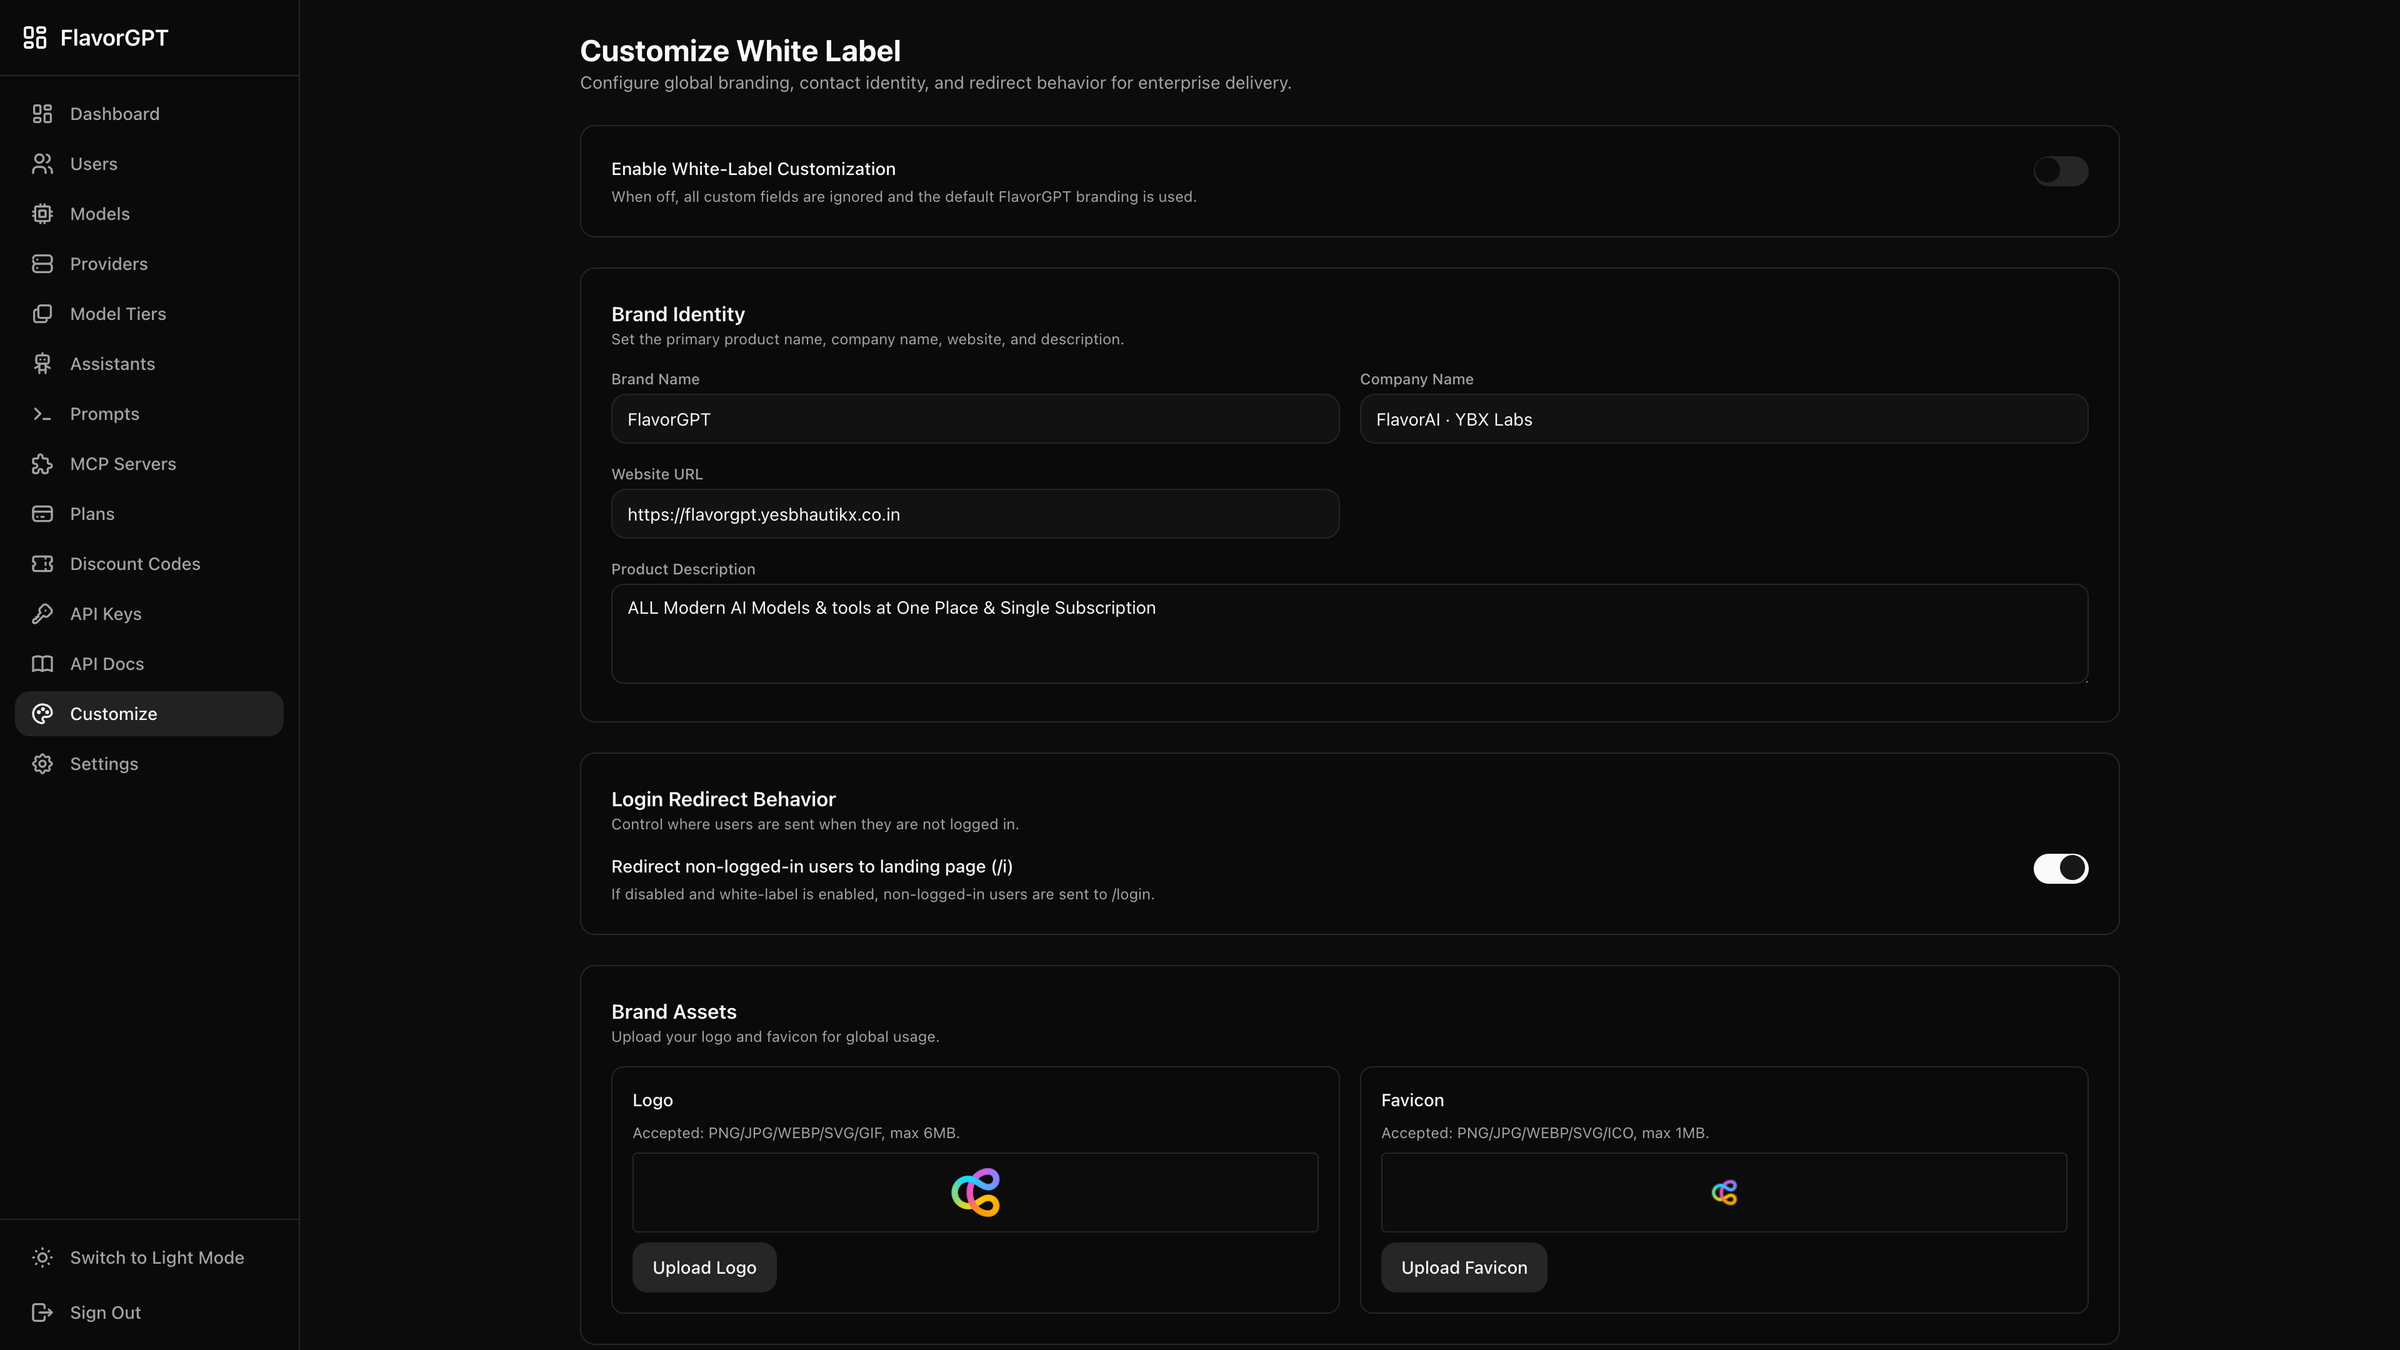 FlavorGPT
Dashboard
Users
Models
Providers
Model Tiers
Assistants
Prompts
MCP Servers
Plans
Discount Codes
API Keys
API Docs
Customize
Settings
Switch to Light Mode
Sign Out
Customize White Label
Configure global branding, contact identity, and redirect behavior for enterprise delivery.
Enable White-Label Customization
When off, all custom fields are ignored and the default FlavorGPT branding is used.
Brand Identity
Set the primary product name, company name, website, and description.
Brand Name
FlavorGPT
Company Name
FlavorAI · YBX Labs
Website URL
https://flavorgpt.yesbhautikx.co.in
Product Description
ALL Modern AI Models & tools at One Place & Single Subscription
Login Redirect Behavior
Control where users are sent when they are not logged in.
Redirect non-logged-in users to landing page (/i)
If disabled and white-label is enabled, non-logged-in users are sent to /login.
Brand Assets
Upload your logo and favicon for global usage.
Logo
Accepted: PNG/JPG/WEBP/SVG/GIF, max 6MB.
Upload Logo
Favicon
Accepted: PNG/JPG/WEBP/SVG/ICO, max 1MB.
Upload Favicon